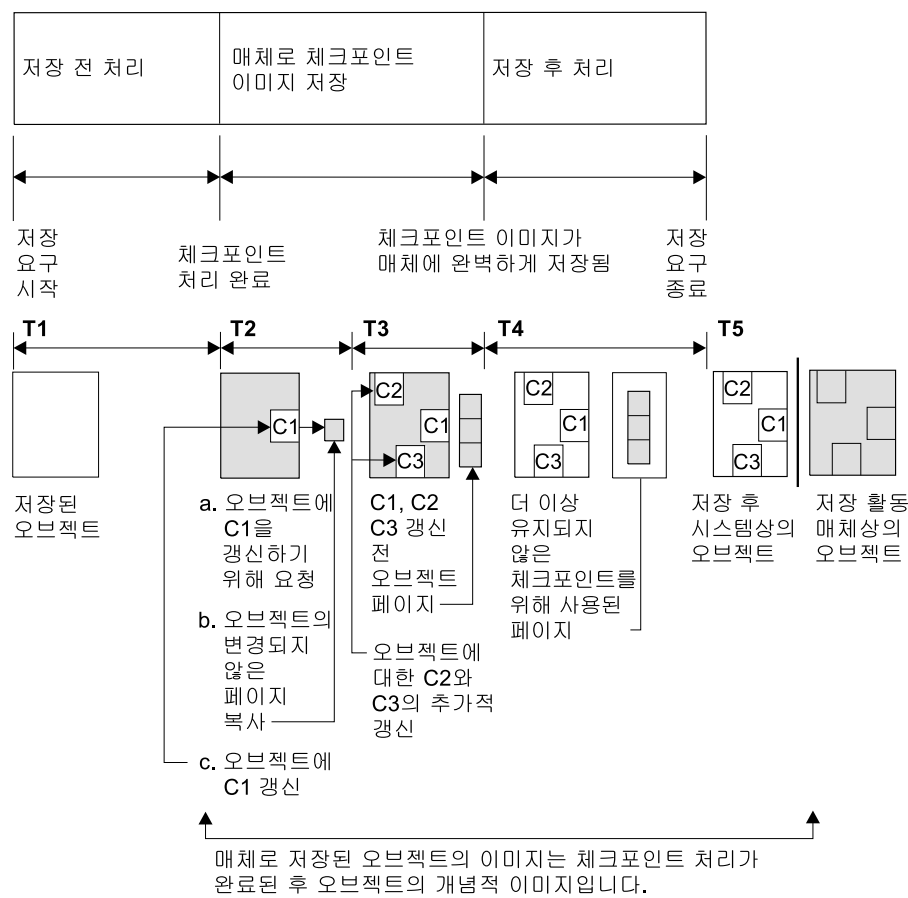 저장 전 처리
매체로 체크포인트
이미지 저장
저장 후 처리
저장
요구
시작
체크포인트
처리 완료
체크포인트 이미지가
매체에 완벽하게 저장됨
저장
요구
종료
T1
T2
T3
T4
T5
C1
C2
C1
C3
C2
C1
C3
C2
C1
C3
저장된
오브젝트
a. 오브젝트에
C1을
갱신하기
위해 요청
b. 오브젝트의
변경되지
않은
페이지
복사
c. 오브젝트에
C1 갱신
C1, C2
C3 갱신
전
오브젝트
페이지
오브젝트에
대한 C2와
C3의 추가적
갱신
더 이상
유지되지
않은
체크포인트를
위해 사용된
페이지
저장 후
시스템상의
오브젝트
저장 활동
매체상의
오브젝트
매체로 저장된 오브젝트의 이미지는 체크포인트 처리가
완료된 후 오브젝트의 개념적 이미지입니다.